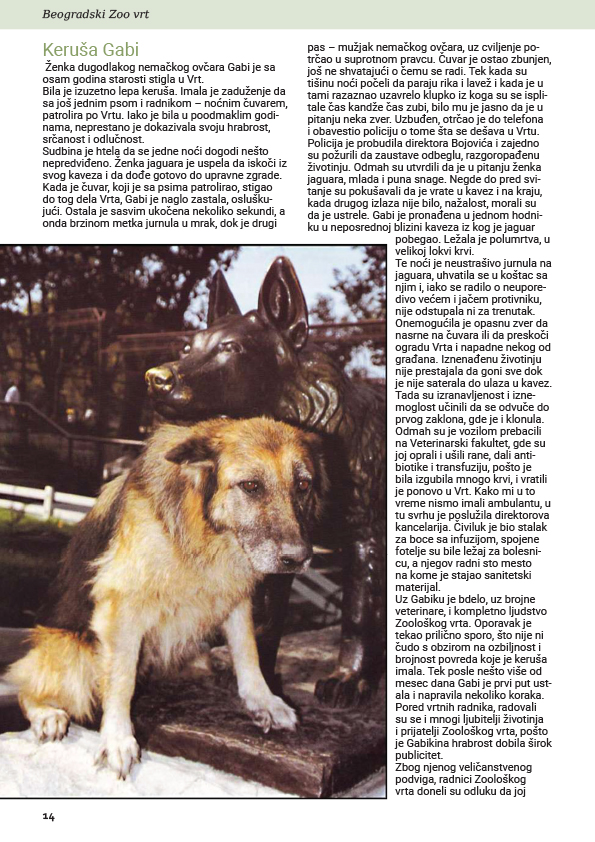 Beogradski Zoo vrt
Keruša Gabi
Ženka dugodlakog nemačkog ovčara Gabi je sa
osam godina starosti stigla u Vrt.
Bila je izuzetno lepa keruša. Imala je zaduženje da
sa još jednim psom i radnikom – noćnim čuvarem,
patrolira po Vrtu. Iako je bila u poodmaklim godi-
nama, neprestano je dokazivala svoju hrabrost,
srčanost i odlučnost.
Sudbina je htela da se jedne noći dogodi nešto
nepredviđeno. Ženka jaguara je uspela da iskoči iz
svog kaveza i da dođe gotovo do upravne zgrade.
Kada je čuvar, koji je sa psima patrolirao, stigao
do tog dela Vrta, Gabi je naglo zastala, oslušku-
jući. Ostala je sasvim ukočena nekoliko sekundi, a
onda brzinom metka jurnula u mrak, dok je drugi
pas – mužjak nemačkog ovčara, uz cviljenje po-
trčao u suprotnom pravcu. Čuvar je ostao zbunjen,
još ne shvatajući o čemu se radi. Tek kada su
tišinu noći počeli da paraju rika i lavež i kada je u
tami razaznao uzavrelo klupko iz koga su se ispli-
tale čas kandže čas zubi, bilo mu je jasno da je u
pitanju neka zver. Uzbuđen, otrčao je do telefona
i obavestio policiju o tome šta se dešava u Vrtu.
Policija je probudila direktora Bojovića i zajedno
su požurili da zaustave odbeglu, razgoropađenu
životinju. Odmah su utvrdili da je u pitanju ženka
jaguara, mlada i puna snage. Negde do pred svi-
tanje su pokušavali da je vrate u kavez i na kraju,
kada drugog izlaza nije bilo, nažalost, morali su
da je ustrele. Gabi je pronađena u jednom hodni-
ku u neposrednoj blizini kaveza iz kog je jaguar
pobegao. Ležala je polumrtva, u
velikoj lokvi krvi.
Te noći je neustrašivo jurnula na
jaguara, uhvatila se u koštac sa
njim i, iako se radilo o neupore-
divo većem i jačem protivniku,
nije odstupala ni za trenutak.
Onemogućila je opasnu zver da
nasrne na čuvara ili da preskoči
ogradu Vrta i napadne nekog od
građana. Iznenađenu životinju
nije prestajala da goni sve dok
je nije saterala do ulaza u kavez.
Tada su izranavljenost i izne-
moglost učinili da se odvuče do
prvog zaklona, gde je i klonula.
Odmah su je vozilom prebacili
na Veterinarski fakultet, gde su
joj oprali i ušili rane, dali anti-
biotike i transfuziju, pošto je
bila izgubila mnogo krvi, i vratili
je ponovo u Vrt. Kako mi u to
vreme nismo imali ambulantu, u
tu svrhu je poslužila direktorova
kancelarija. Čiviluk je bio stalak
za boce sa infuzijom, spojene
fotelje su bile ležaj za bolesni-
cu, a njegov radni sto mesto
na kome je stajao sanitetski
materijal.
Uz Gabiku je bdelo, uz brojne
veterinare, i kompletno ljudstvo
Zoološkog vrta. Oporavak je
tekao prilično sporo, što nije ni
čudo s obzirom na ozbiljnost i
brojnost povreda koje je keruša
imala. Tek posle nešto više od
mesec dana Gabi je prvi put ust-
ala i napravila nekoliko koraka.
Pored vrtnih radnika, radovali
su se i mnogi ljubitelji životinja
i prijatelji Zoološkog vrta, pošto
je Gabikina hrabrost dobila širok
publicitet.
Zbog njenog veličanstvenog
podviga, radnici Zoološkog
vrta doneli su odluku da joj
14